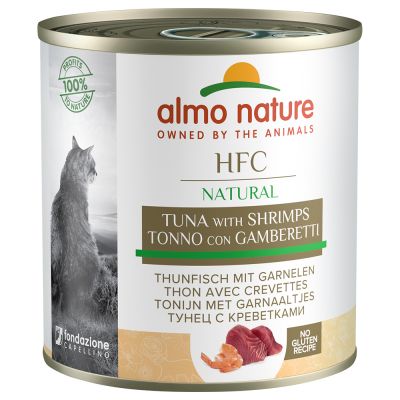 PROFITS
100%
TO NATURE
almo nature
OWNED BY THE ANIMALS
HFC
NATURAL
TUNA WITH SHRIMPS
TONNO CON GAMBERETTI
THUNFISCH MIT GARNELEN
THON AVEC CREVETTES
TONIJN MET GARNAALTJES
ТУНЕЦ С КРЕВЕТКАМИ
NO
GLUTEN
RECIPE
fondazione
CAPELLINO